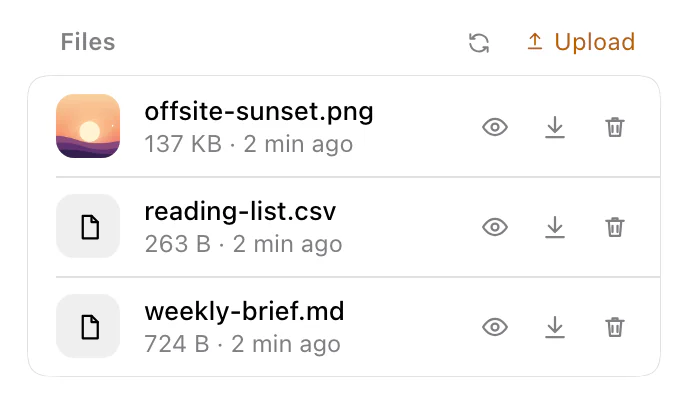 Files
Upload
offsite-sunset.png
137 KB · 2 min ago
reading-list.csv
263 B · 2 min ago
weekly-brief.md
724 B · 2 min ago